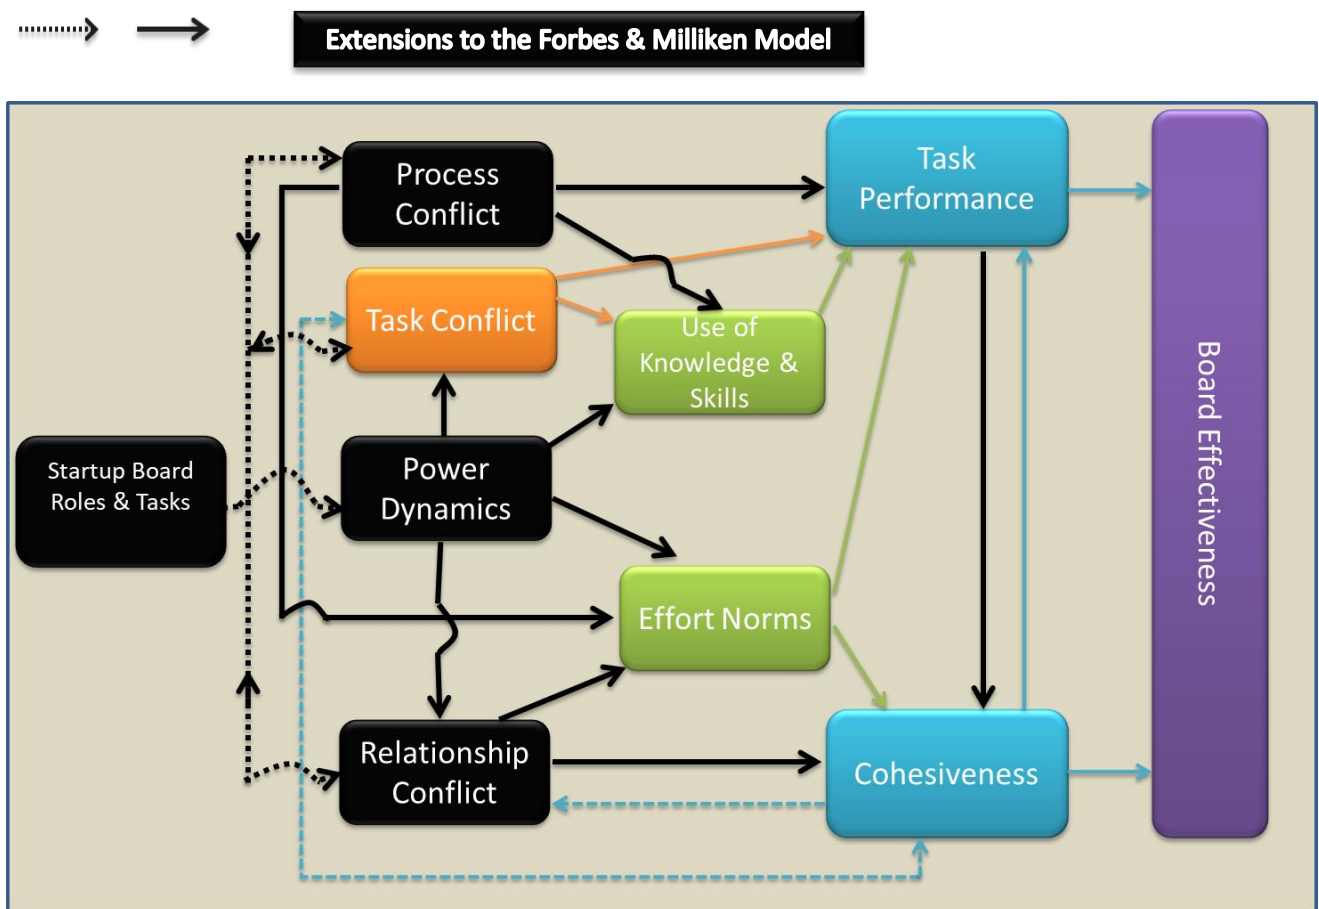 Extensions to the Forbes & Milliken Model
Process
Conflict
Task
Performance
Task Conflict
Use of
Knowledge &
Skills
Startup Board
Roles & Tasks
Power
Dynamics
Board Effectiveness
Effort Norms
Relationship
Conflict
Cohesiveness